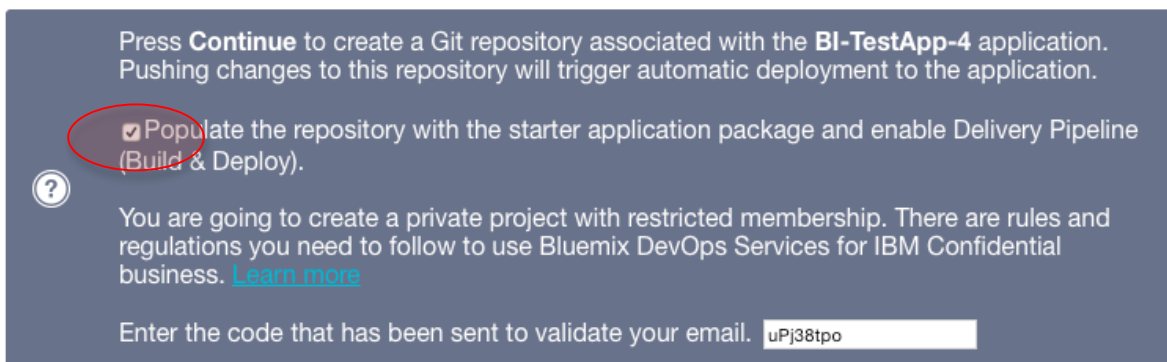 Press Continue to create a Git repository associated with the BI-TestApp-4 application.
Pushing changes to this repository will trigger automatic deployment to the application.
Populate the repository with the starter application package and enable Delivery Pipeline
(Build & Deploy).
?
You are going to create a private project with restricted membership. There are rules and
regulations you need to follow to use Bluemix DevOps Services for IBM Confidential
business. Learn more
Enter the code that has been sent to validate your email. uPj38tpo